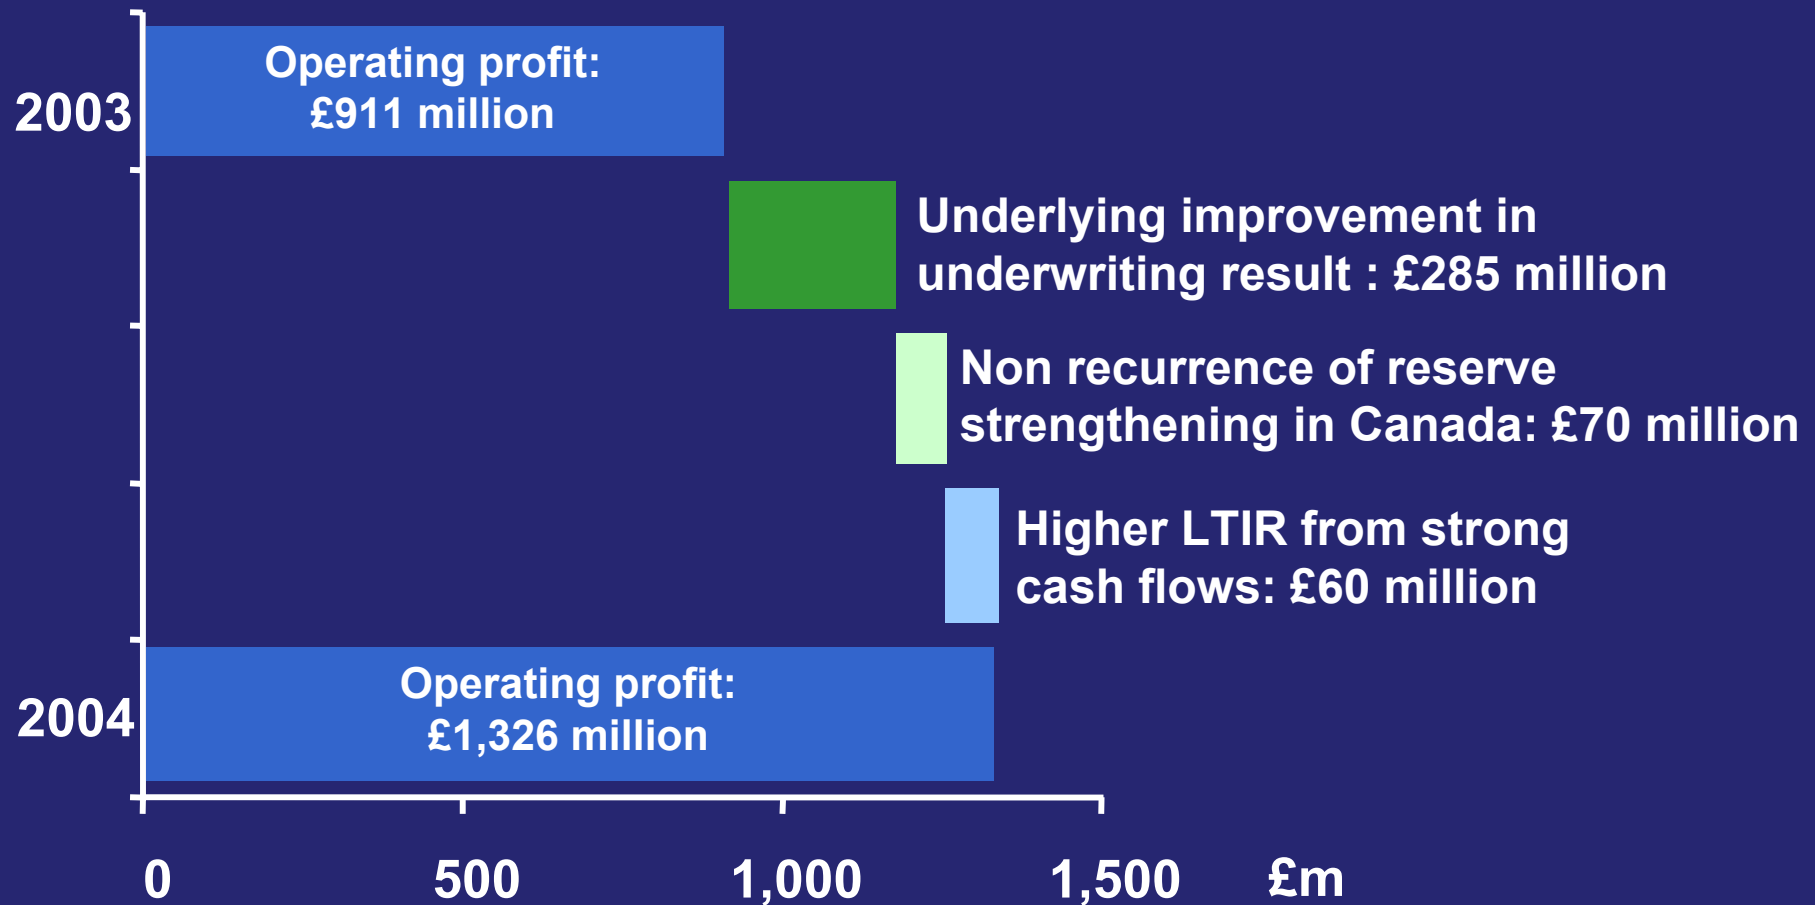 2003
Operating profit:
£911 million
Underlying improvement in
underwriting result : £285 million
Non recurrence of reserve
strengthening in Canada: £70 million
Higher LTIR from strong
cash flows: £60 million
2004
Operating profit:
£1,326 million
0 500 1,000 1,500 £m